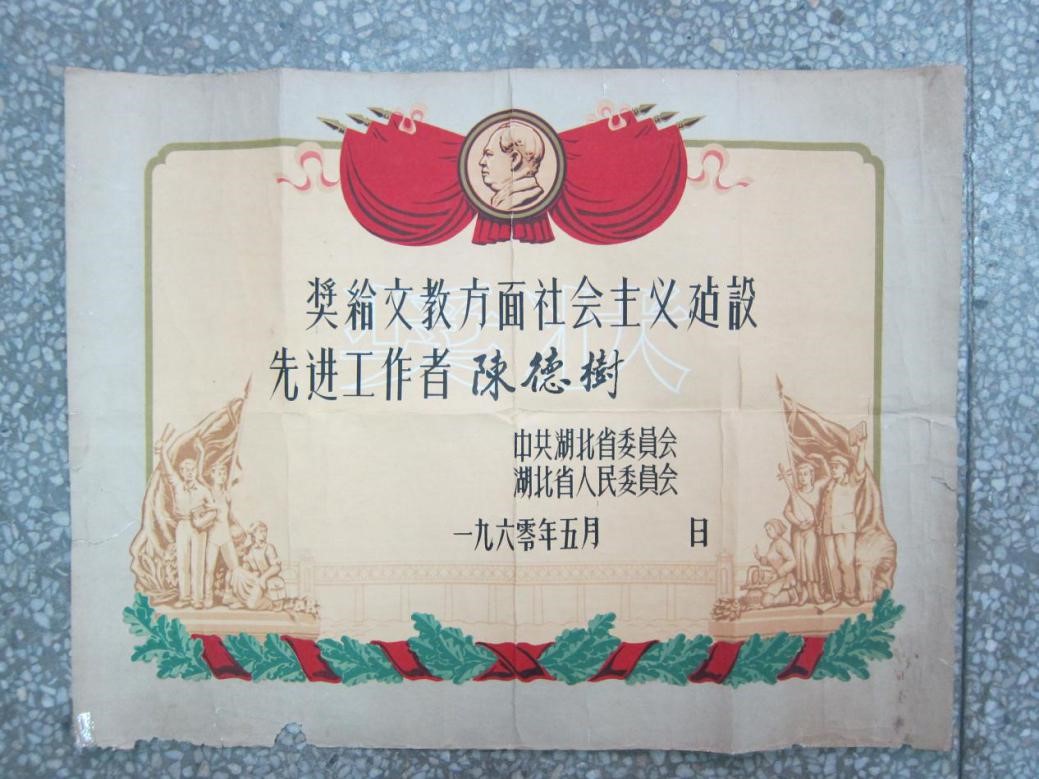 奖給文教方面社会主义建設
先进工作者 陳德樹
中共湖北省委員会
湖北省人民委員会
一九六零年五月 日
奖状